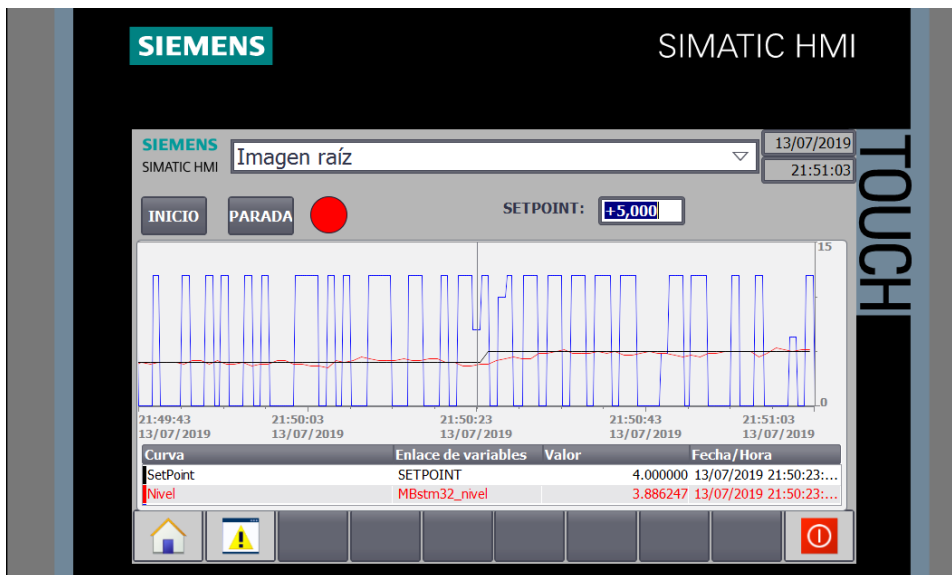 SIEMENS SIMATIC HMI
TOUCH
SIEMENS
SIMATIC HMI
Imagen raíz
13/07/2019
21:51:03
INICIO PARADA SETPOINT: +5,000
15
0
21:49:43 21:50:03 21:50:23 21:50:43 21:51:03
13/07/2019 13/07/2019 13/07/2019 13/07/2019 13/07/2019
Curva Enlace de variables Valor Fecha/Hora
SetPoint SETPOINT 4.000000 13/07/2019 21:50:23:...
Nivel MBstm32_nivel 3.886247 13/07/2019 21:50:23:...